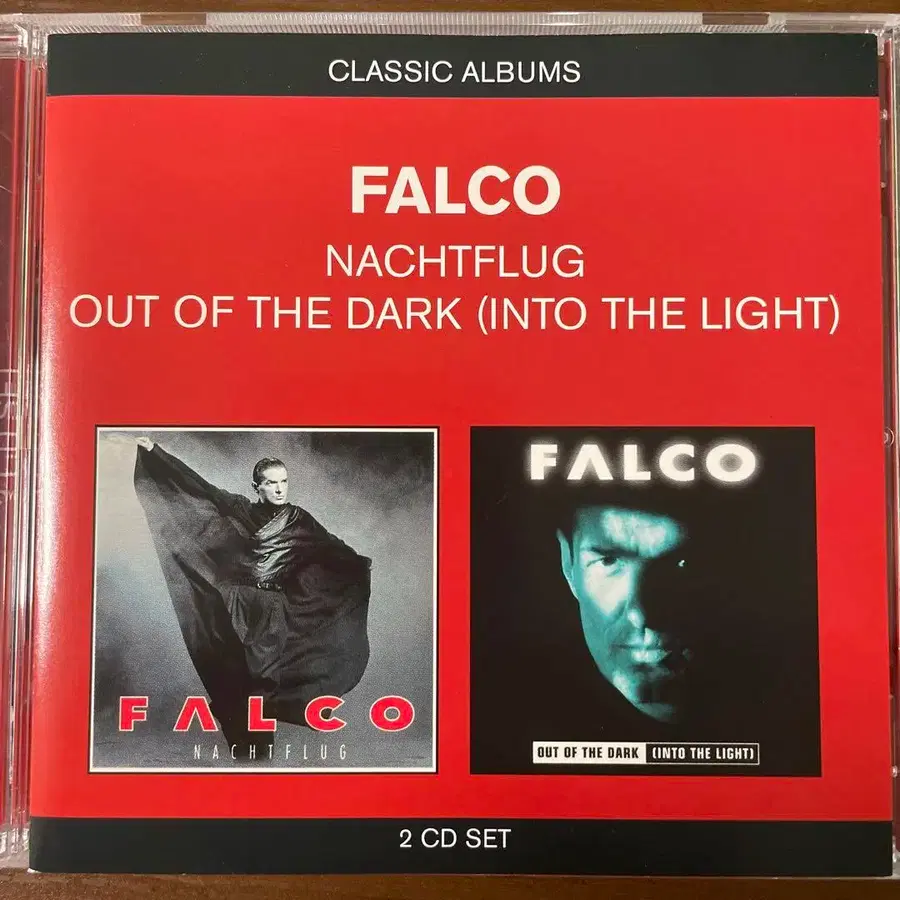 CLASSIC ALBUMS
FALCO
NACHTFLUG
OUT OF THE DARK (INTO THE LIGHT)
FALCO
NACHTFLUG
FALCO
OUT OF THE DARK (INTO THE LIGHT)
2 CD SET